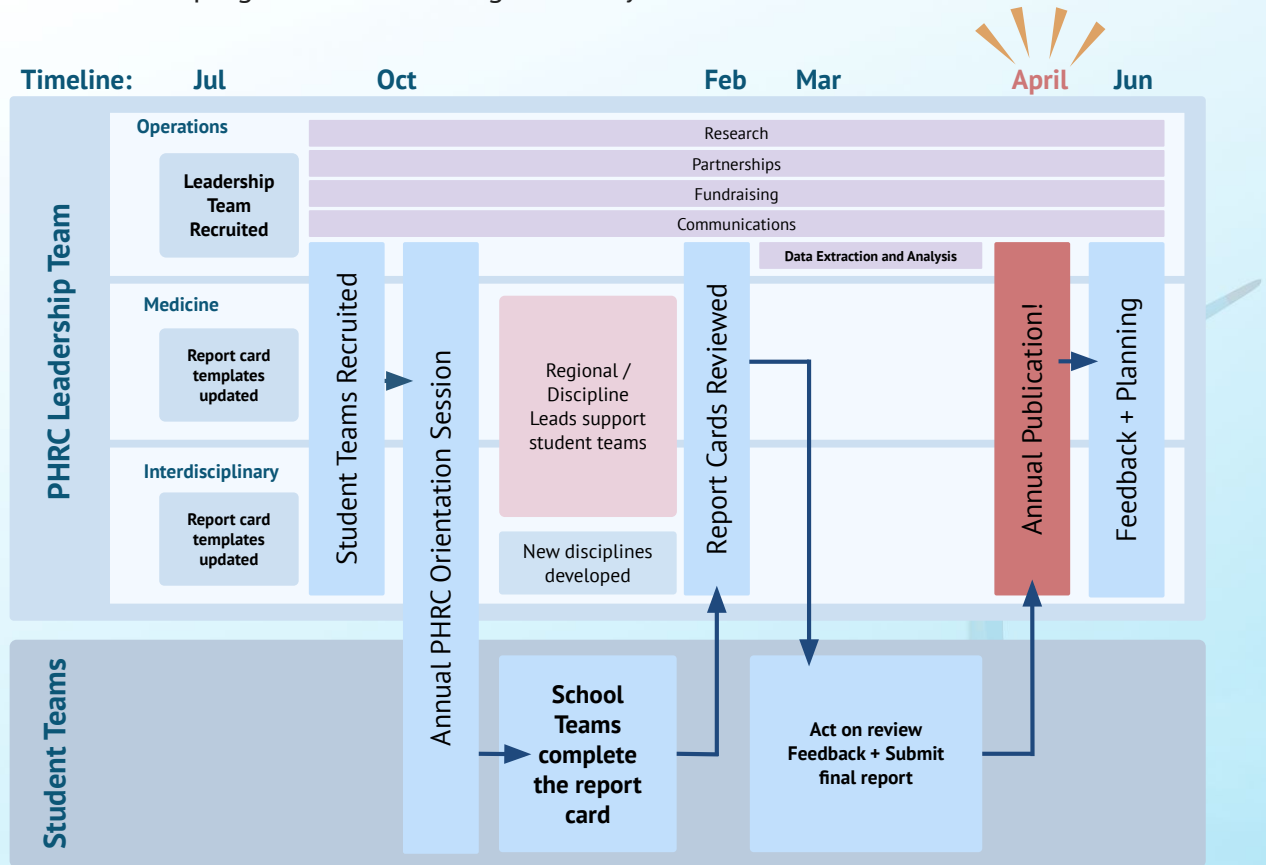 Timeline: Jul Oct Feb Mar April Jun
PHRC Leadership Team
Operations
Leadership
Team
Recruited
Research
Partnerships
Fundraising
Communications
Data Extraction and Analysis
Medicine
Report card
templates
updated
Interdisciplinary
Report card
templates
updated
Student Teams Recruited
Annual PHRC Orientation Session
Regional /
Discipline
Leads support
student teams
New disciplines
developed
Report Cards Reviewed
Annual Publication!
Feedback + Planning
Student Teams
School
Teams
complete
the report
card
Act on review
Feedback + Submit
final report